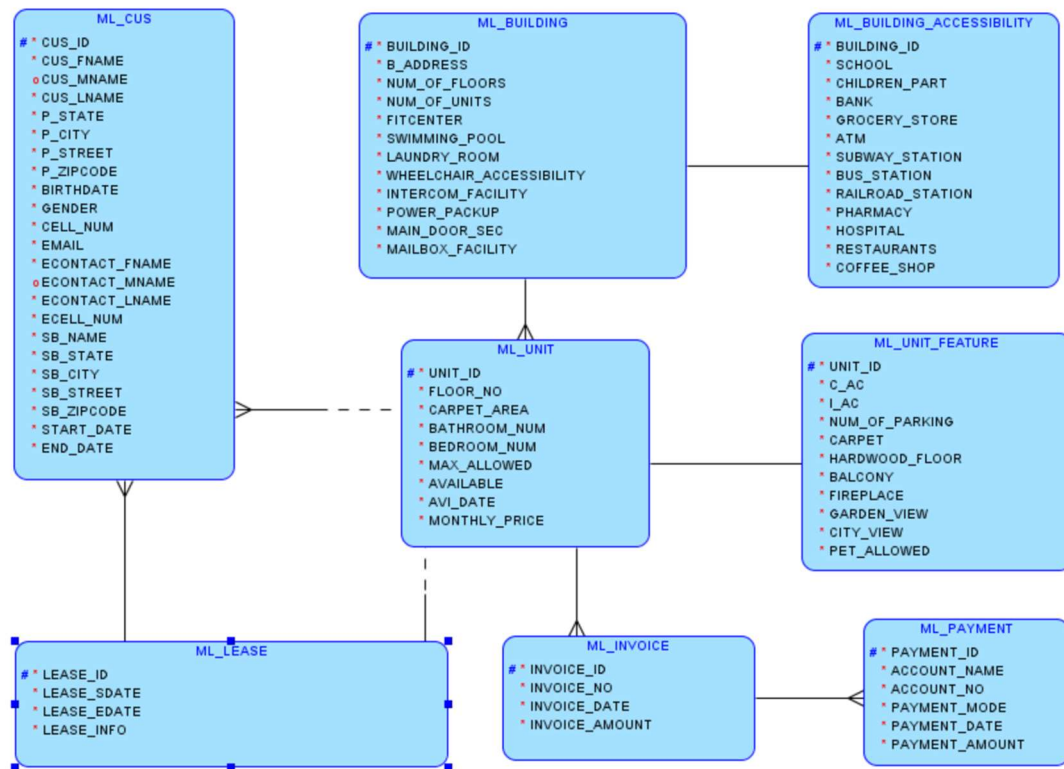 ML_CUS
# * CUS_ID
* CUS_FNAME
o CUS_MNAME
* CUS_LNAME
* P_STATE
* P_CITY
* P_STREET
* P_ZIPCODE
* BIRTHDATE
* GENDER
* CELL_NUM
* EMAIL
* ECONTACT_FNAME
o ECONTACT_MNAME
* ECONTACT_LNAME
* ECELL_NUM
* SB_NAME
* SB_STATE
* SB_CITY
* SB_STREET
* SB_ZIPCODE
* START_DATE
* END_DATE
ML_BUILDING
# * BUILDING_ID
* B_ADDRESS
* NUM_OF_FLOORS
* NUM_OF_UNITS
* FITCENTER
* SWIMMING_POOL
* LAUNDRY_ROOM
* WHEELCHAIR_ACCESSIBILITY
* INTERCOM_FACILITY
* POWER_PACKUP
* MAIN_DOOR_SEC
* MAILBOX_FACILITY
ML_BUILDING_ACCESSIBILITY
# * BUILDING_ID
* SCHOOL
* CHILDREN_PART
* BANK
* GROCERY_STORE
* ATM
* SUBWAY_STATION
* BUS_STATION
* RAILROAD_STATION
* PHARMACY
* HOSPITAL
* RESTAURANTS
* COFFEE_SHOP
ML_UNIT
# * UNIT_ID
* FLOOR_NO
* CARPET_AREA
* BATHROOM_NUM
* BEDROOM_NUM
* MAX_ALLOWED
* AVAILABLE
* AVI_DATE
* MONTHLY_PRICE
ML_UNIT_FEATURE
# * UNIT_ID
* C_AC
* I_AC
* NUM_OF_PARKING
* CARPET
* HARDWOOD_FLOOR
* BALCONY
* FIREPLACE
* GARDEN_VIEW
* CITY_VIEW
* PET_ALLOWED
ML_LEASE
# * LEASE_ID
* LEASE_SDATE
* LEASE_EDATE
* LEASE_INFO
ML_INVOICE
# * INVOICE_ID
* INVOICE_NO
* INVOICE_DATE
* INVOICE_AMOUNT
ML_PAYMENT
# * PAYMENT_ID
* ACCOUNT_NAME
* ACCOUNT_NO
* PAYMENT_MODE
* PAYMENT_DATE
* PAYMENT_AMOUNT